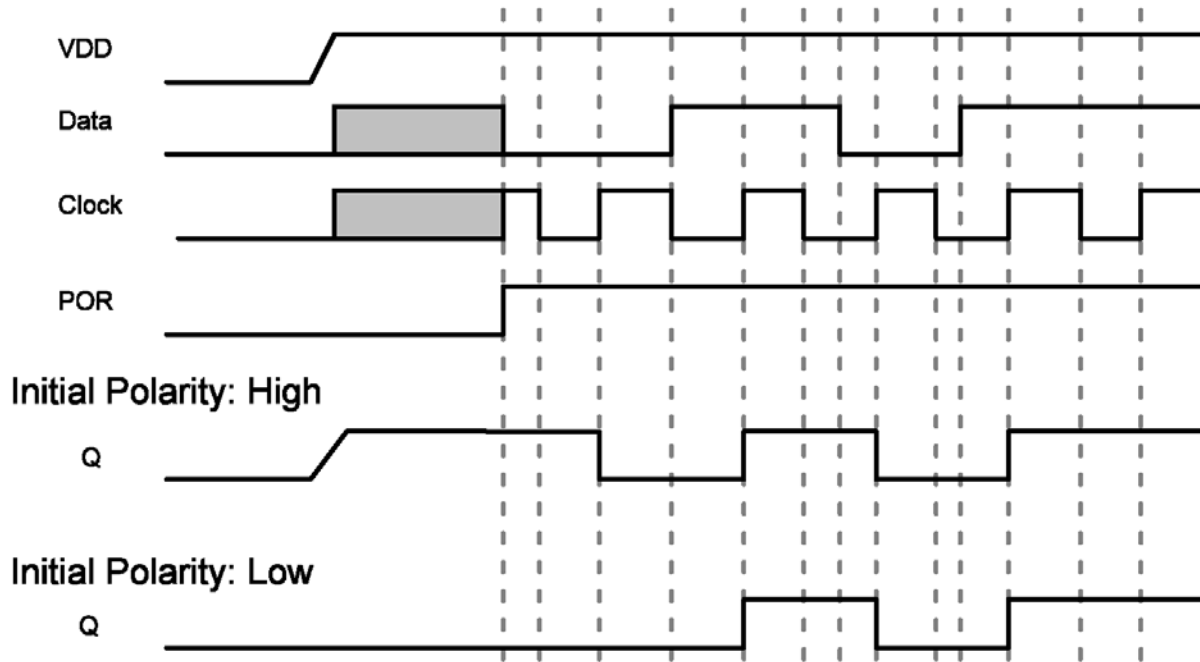 VDD
Data
Clock
POR
Initial Polarity: High
Q
Initial Polarity: Low
Q